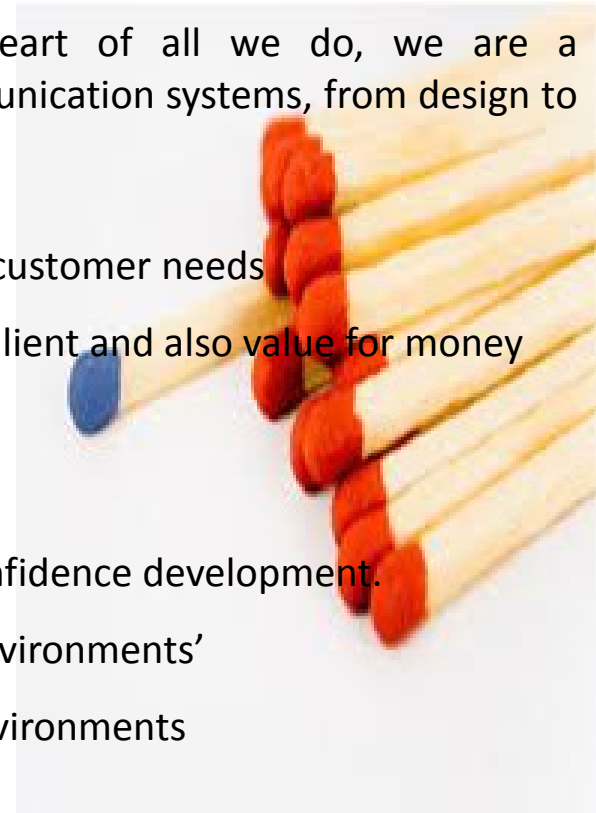 eart of all we do, we are a
unication systems, from design to
customer needs
lient and also value for money
nfidence development.
vironments’
vironments